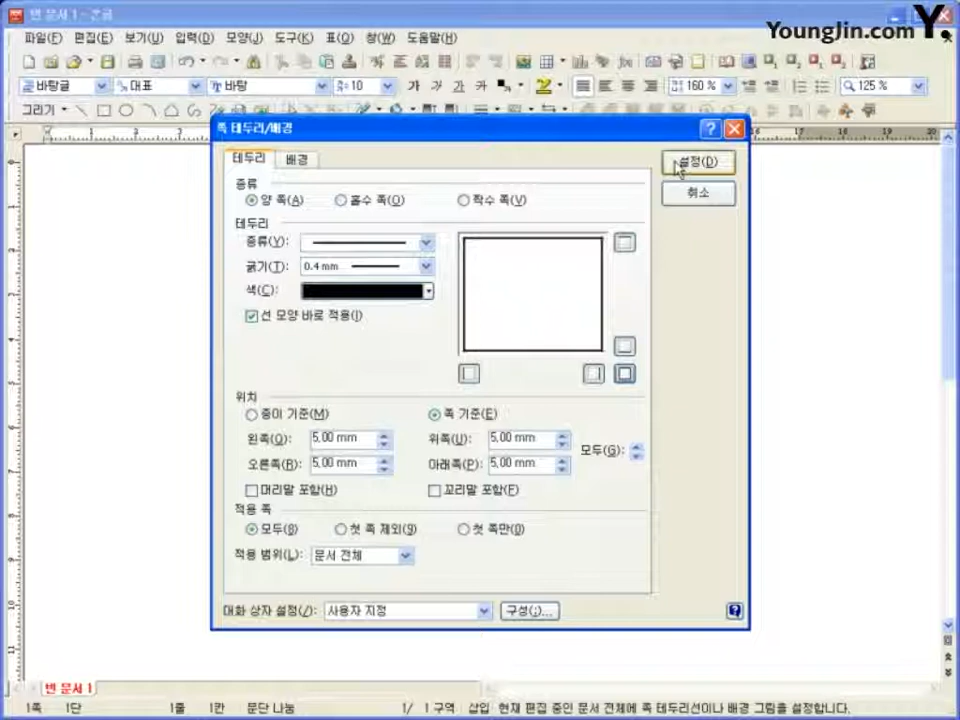 빈 문서 1 - 한글
YoungJin.com Y.
파일(F) 편집(E) 보기(U) 입력(D) 모양(J) 도구(K) 표(Q) 창(W) 도움말(H)
바탕글 대표 바탕 10 가 가 가 가 160 % 125 %
그리기
쪽 테두리/배경
테두리 배경
설정(D)
취소
종류
양 쪽(A) 홀수 쪽(O) 짝수 쪽(V)
테두리
종류(Y):
굵기(T): 0.4 mm
색(C):
선 모양 바로 적용(I)
위치
종이 기준(M) 쪽 기준(E)
왼쪽(Q): 5.00 mm 위쪽(U): 5.00 mm 모두(G):
오른쪽(R): 5.00 mm 아래쪽(P): 5.00 mm
머리말 포함(H) 꼬리말 포함(F)
적용 쪽
모두(8) 첫 쪽 제외(9) 첫 쪽만(0)
적용 범위(L): 문서 전체
대화 상자 설정(/): 사용자 지정 구성(;)...
빈 문서 1
1쪽 1단 1줄 1칸 문단 나눔 1/ 1 구역 삽입 현재 편집 중인 문서 전체에 쪽 테두리선이나 배경 그림을 설정합니다.